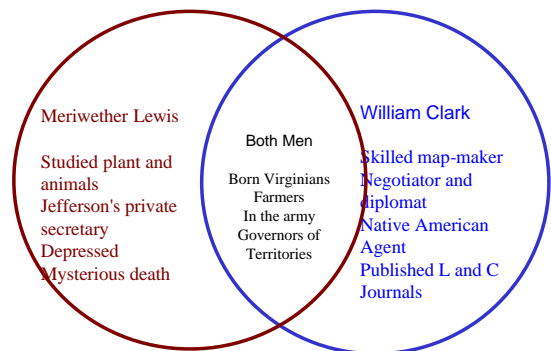 Meriwether Lewis
Studied plant and
animals
Jefferson's private
secretary
Depressed
Mysterious death
Both Men
Born Virginians
Farmers
In the army
Governors of
Territories
William Clark
Skilled map-maker
Negotiator and
diplomat
Native American
Agent
Published L and C
Journals